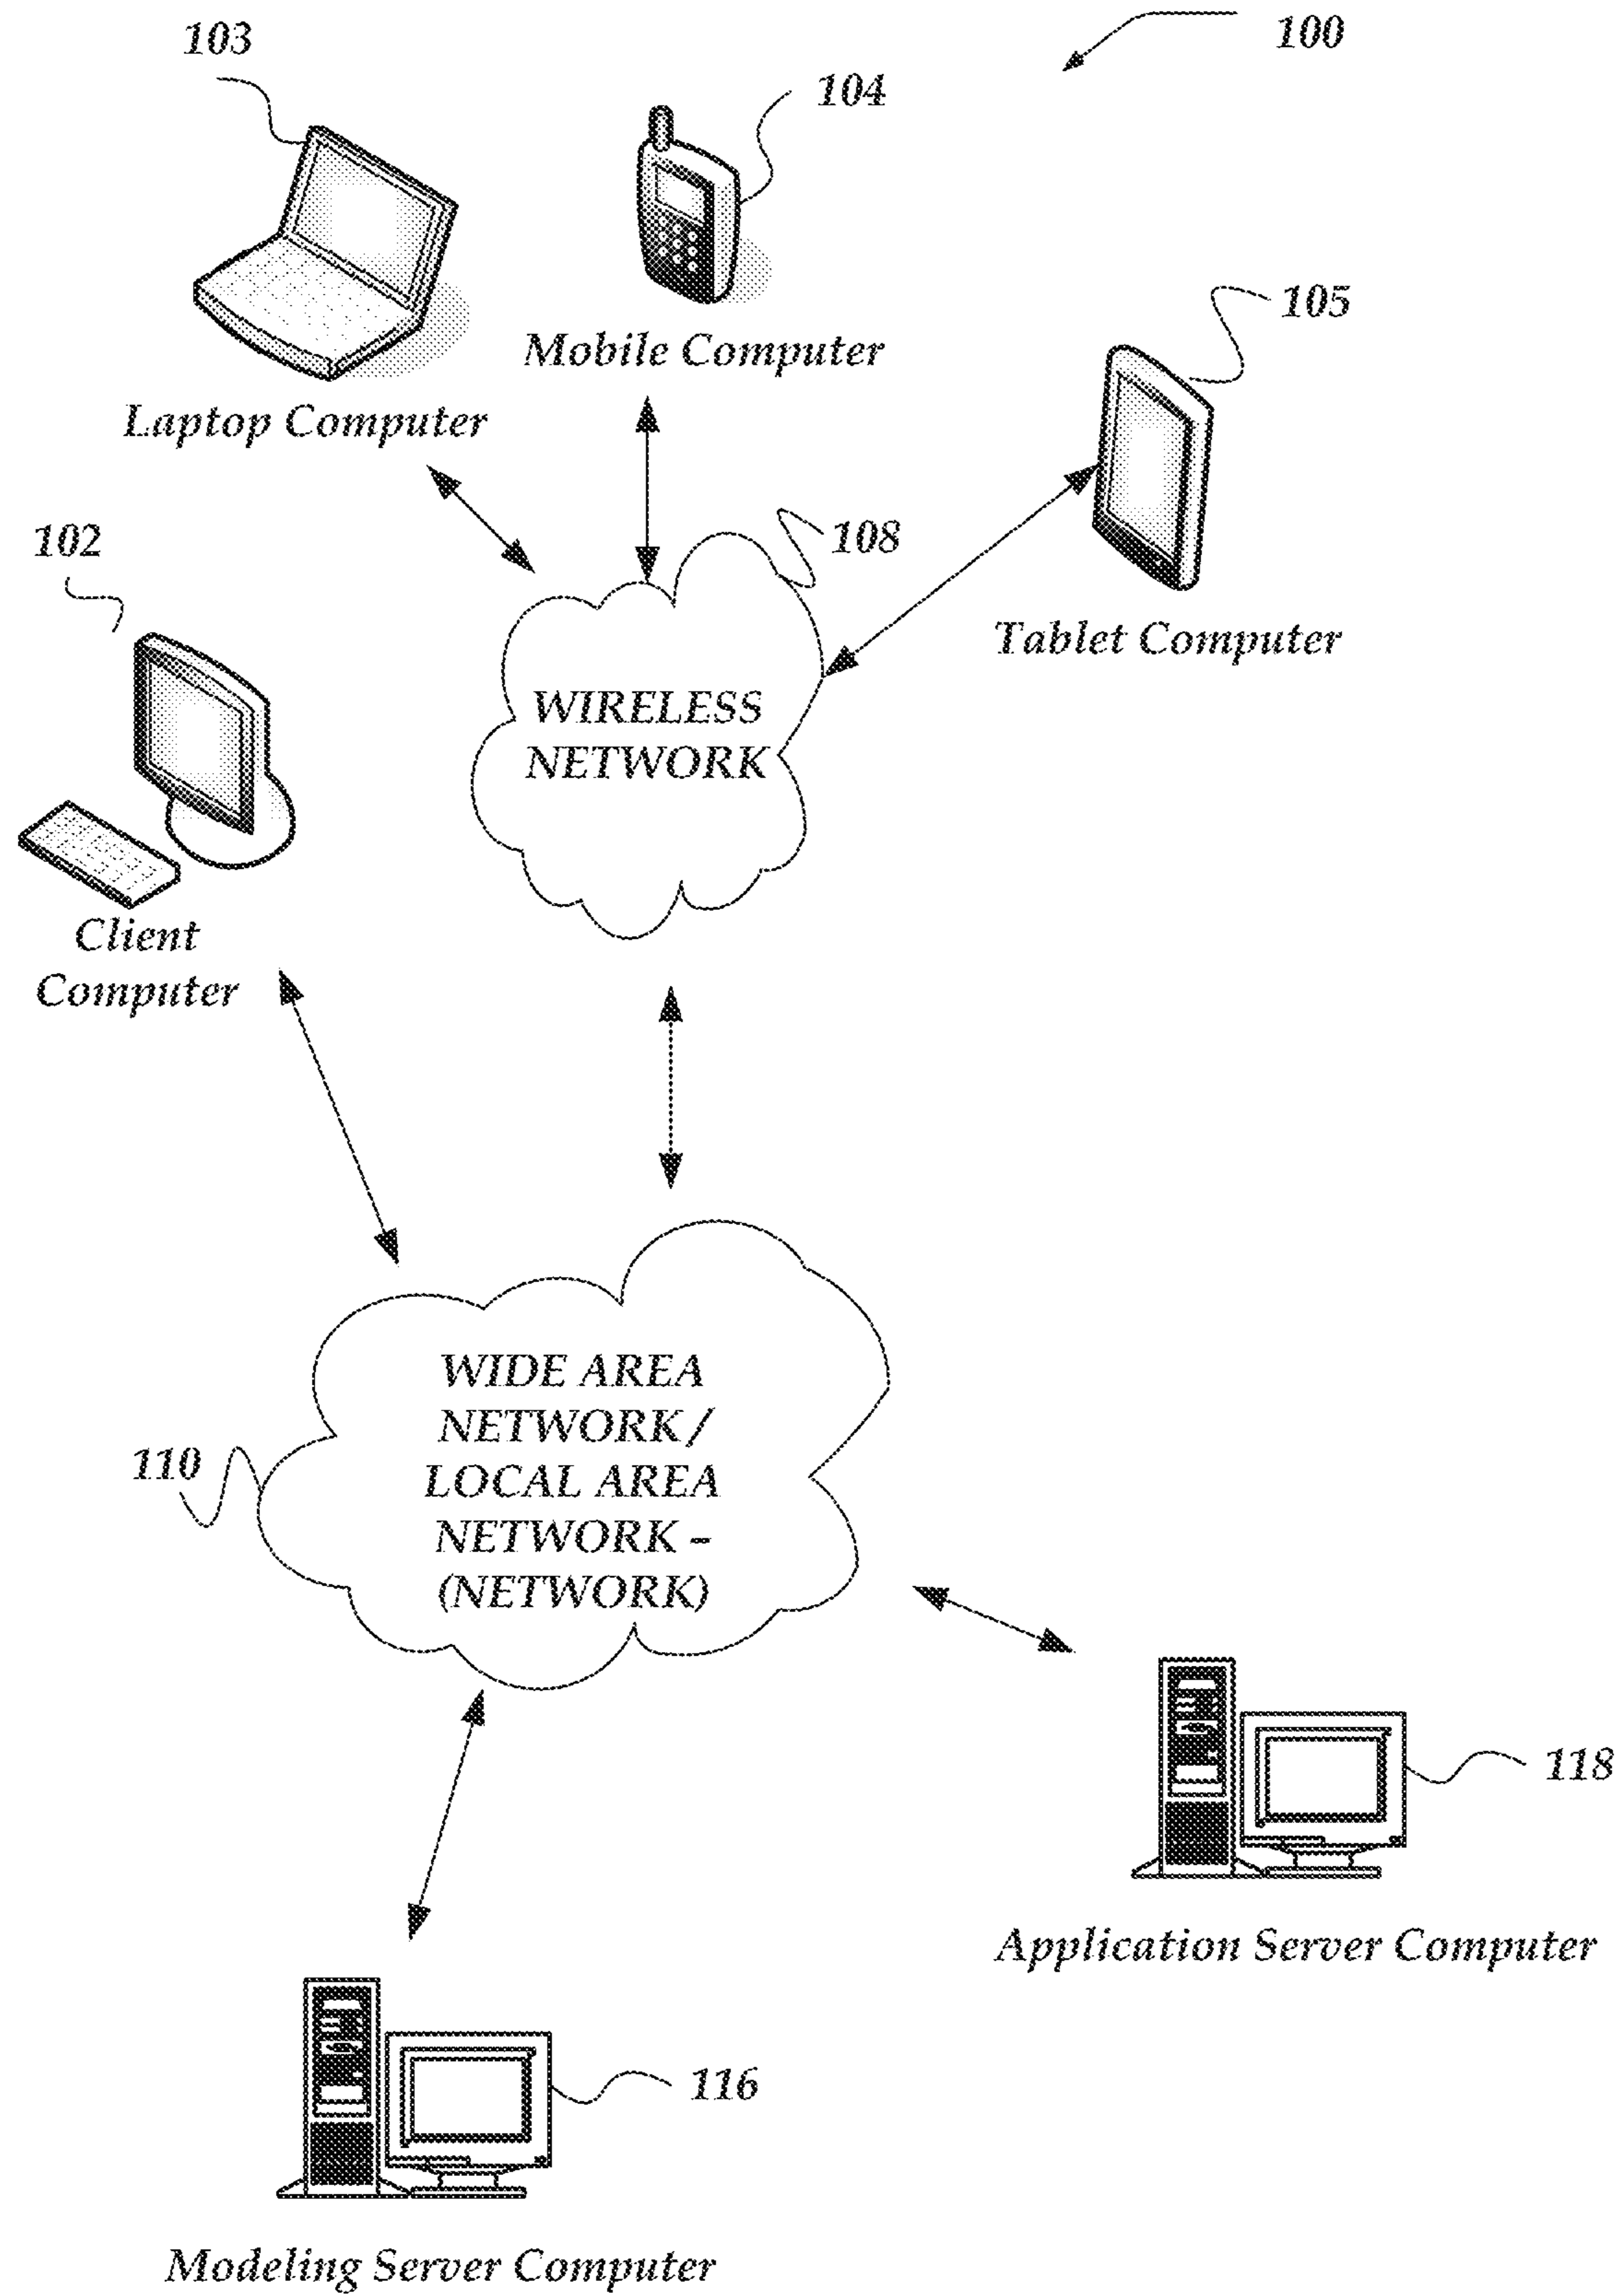 100
103
104
Mobile Computer
105
Laptop Computer
102
108
Tablet Computer
WIRELESS
NETWORK
Client
Computer
WIDE AREA
NETWORK /
LOCAL AREA
NETWORK –
(NETWORK)
110
118
Application Server Computer
116
Modeling Server Computer